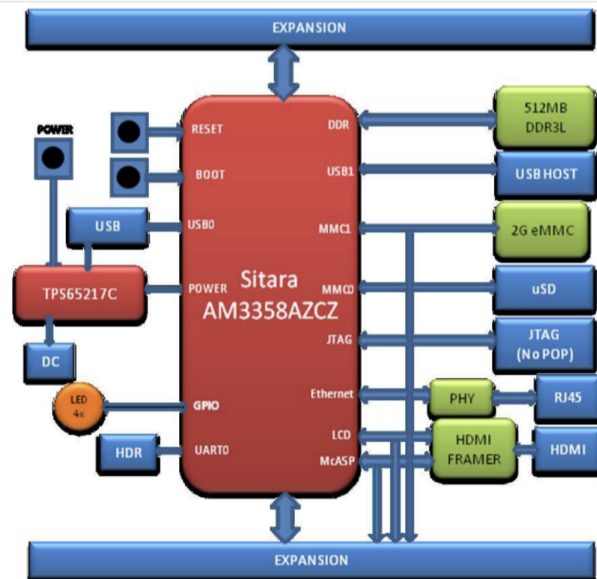 EXPANSION
POWER
RESET
BOOT
USB
USB0
TPS65217C
POWER
DC
LED
4x
GPIO
HDR
UART0
Sitara
AM3358AZCZ
DDR
512MB
DDR3L
USB1
USB HOST
MMC1
2G eMMC
MMC0
uSD
JTAG
JTAG
(No POP)
Ethernet
PHY
RJ45
LCD
McASP
HDMI
FRAMER
HDMI
EXPANSION